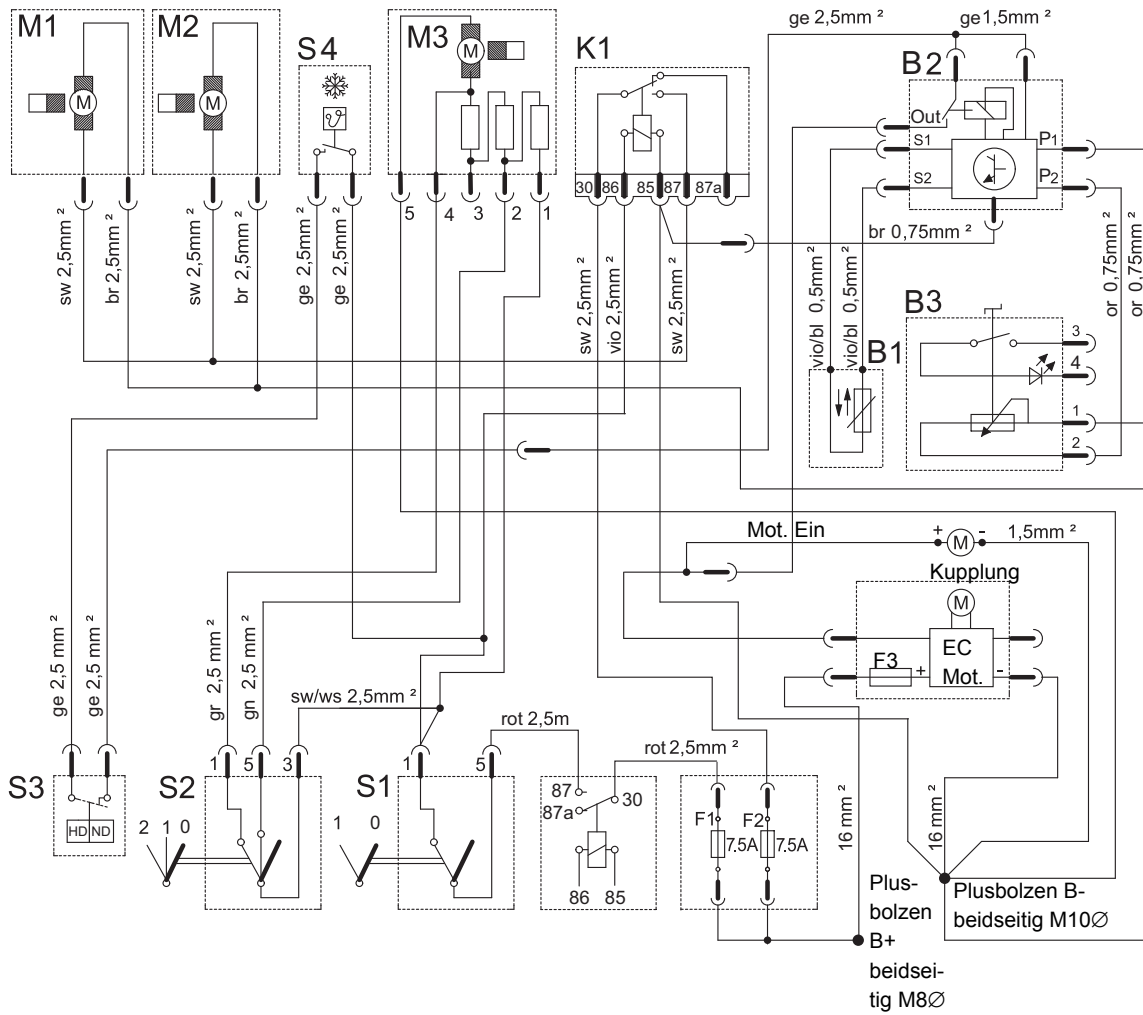 ge 2,5mm ²
ge1,5mm ²
M1
M2
S4
M3
K1
B2
M
M
M
Out
S1
S2
P1
P2
5
4
3
2
1
30
86
85
87
87a
br 0,75mm ²
sw 2,5mm ²
br 2,5mm ²
sw 2,5mm ²
br 2,5mm ²
ge 2,5mm ²
ge 2,5mm ²
sw 2,5mm ²
vio 2,5mm ²
sw 2,5mm ²
vio/bl 0,5mm ²
vio/bl 0,5mm ²
or 0,75mm ²
or 0,75mm ²
B1
B3
3
4
1
2
Mot. Ein
+
M
-
1,5mm ²
Kupplung
M
EC
Mot.
F3
+
-
ge 2,5 mm ²
ge 2,5 mm ²
gr 2,5 mm ²
gn 2,5 mm ²
sw/ws 2,5mm ²
rot 2,5m
rot 2,5mm ²
S3
HD
ND
S2
1
5
3
2 1 0
S1
1
5
1 0
87
87a
30
86
85
F1
7.5A
F2
7.5A
16 mm ²
16 mm ²
Plus-
bolzen
B+
beidsei-
tig M8∅
Plusbolzen B-
beidseitig M10∅